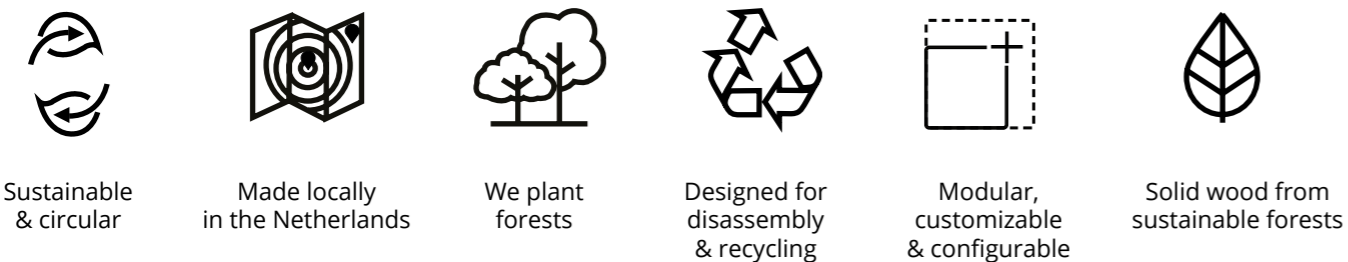 Sustainable
& circular
Made locally
in the Netherlands
We plant
forests
Designed for
disassembly
& recycling
Modular,
customizable
& configurable
Solid wood from
sustainable forests